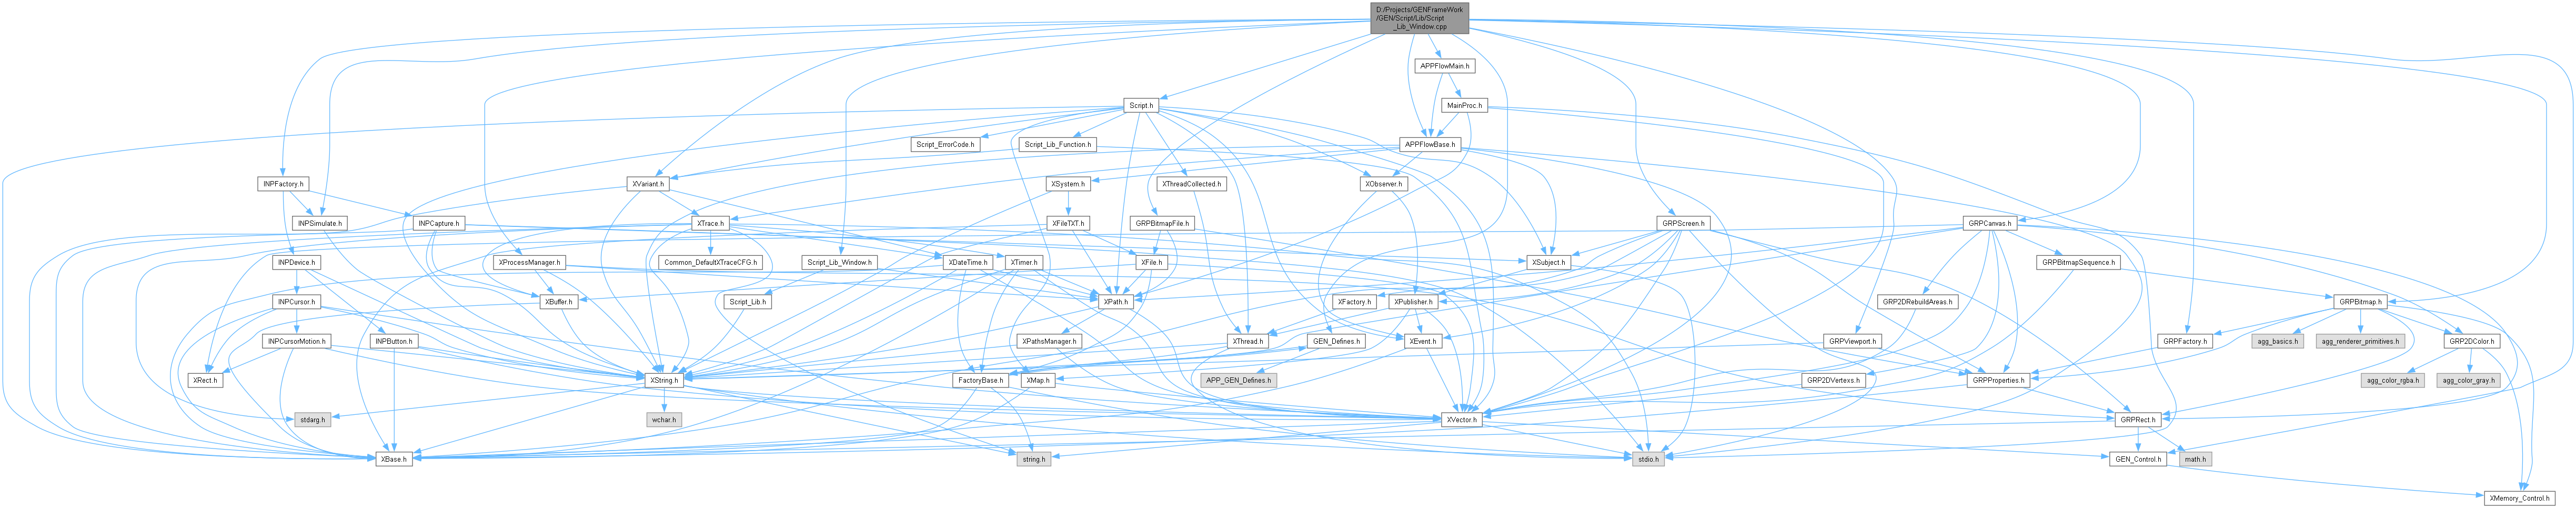 D:/Projects/GENFrameWork
/GEN/Script/Lib/Script
_Lib_Window.cpp
APPFlowMain.h
Script.h
MainProc.h
Script_ErrorCode.h
Script_Lib_Function.h
APPFlowBase.h
INPFactory.h
XVariant.h
XSystem.h
XThreadCollected.h
XObserver.h
INPSimulate.h
INPCapture.h
XTrace.h
XFileTXT.h
GRPBitmapFile.h
GRPScreen.h
GRPCanvas.h
INPDevice.h
XProcessManager.h
Common_DefaultXTraceCFG.h
Script_Lib_Window.h
XDateTime.h
XTimer.h
XFile.h
XSubject.h
GRPBitmapSequence.h
INPCursor.h
XBuffer.h
Script_Lib.h
XPath.h
XFactory.h
XPublisher.h
GRP2DRebuildAreas.h
GRPBitmap.h
INPCursorMotion.h
INPButton.h
XPathsManager.h
XThread.h
GEN_Defines.h
XEvent.h
GRPViewport.h
GRPFactory.h
agg_basics.h
agg_renderer_primitives.h
GRP2DColor.h
XRect.h
XString.h
FactoryBase.h
XMap.h
APP_GEN_Defines.h
GRP2DVertexs.h
GRPProperties.h
agg_color_rgba.h
agg_color_gray.h
stdarg.h
wchar.h
XVector.h
GRPRect.h
XBase.h
string.h
stdio.h
GEN_Control.h
math.h
XMemory_Control.h